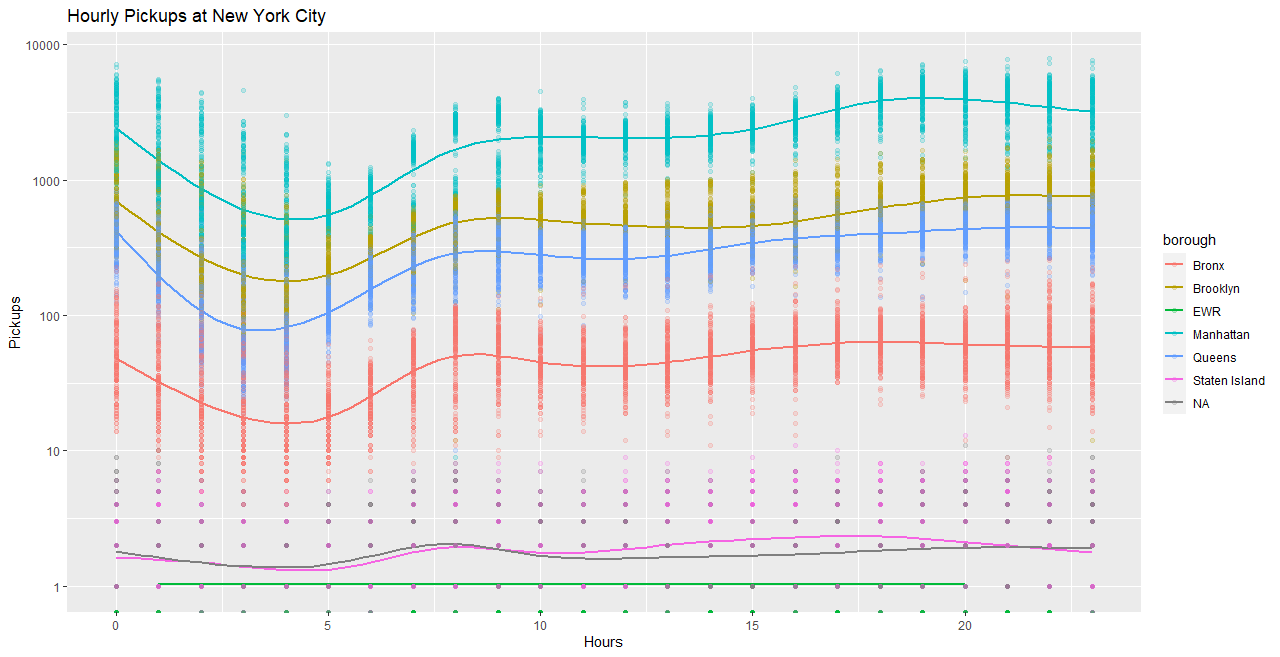 Hourly Pickups at New York City
10000
1000
100
10
1
Pickups
0
5
10
15
20
Hours
borough
Bronx
Brooklyn
EWR
Manhattan
Queens
Staten Island
NA